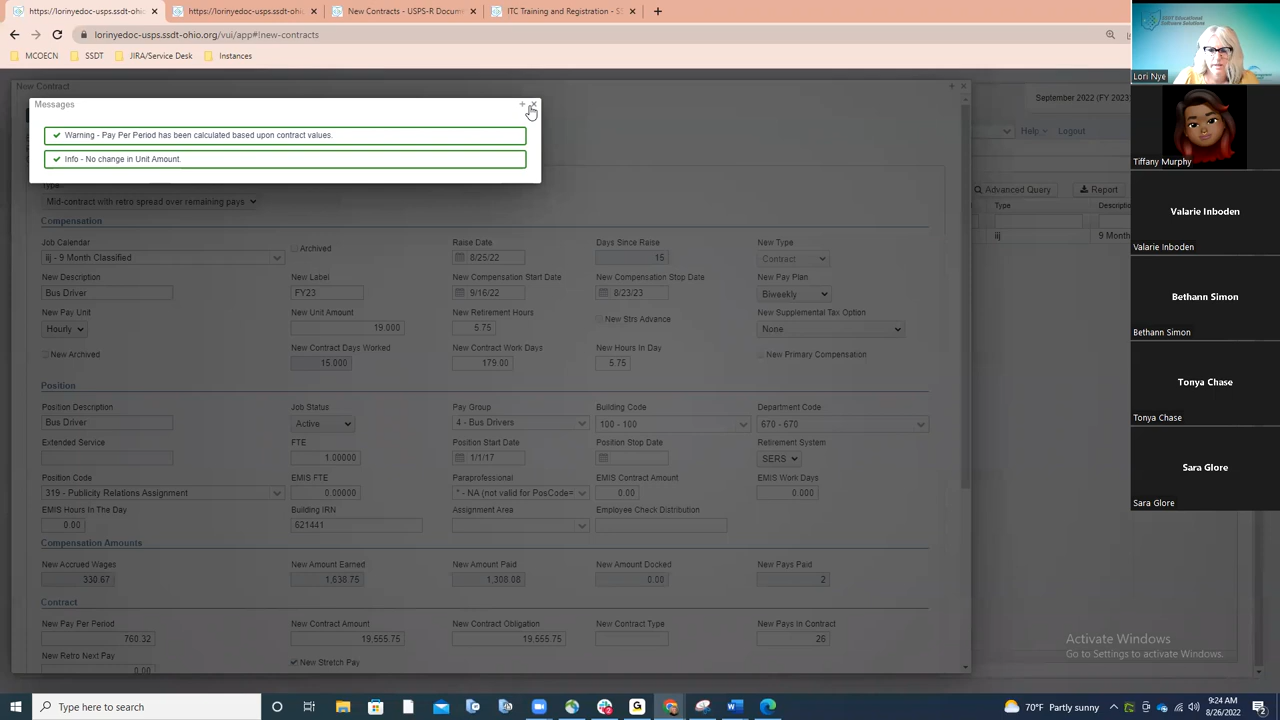 New Contracts - USPS-R Docum
ITC Training and Registration - S
lorinyedoc-usps.ssdt-ohio.org/vui/app#!new-contracts
MCOECN
SSDT
JIRA/Service Desk
Instances
New Contract
September 2022 (FY 2023)
Help
Logout
Messages
Warning - Pay Per Period has been calculated based upon contract values.
Info - No change in Unit Amount.
Advanced Query
Report
Type
Descriptio
iij
9 Month
Type
Mid-contract with retro spread over remaining pays
Compensation
Job Calendar
Archived
Raise Date
Days Since Raise
New Type
iij - 9 Month Classified
8/25/22
15
Contract
New Description
New Label
New Compensation Start Date
New Compensation Stop Date
New Pay Plan
Bus Driver
FY23
9/16/22
8/23/23
Biweekly
New Pay Unit
New Unit Amount
New Retirement Hours
New Strs Advance
New Supplemental Tax Option
Hourly
19.000
5.75
None
New Archived
New Contract Days Worked
New Contract Work Days
New Hours In Day
New Primary Compensation
15.000
179.00
5.75
Position
Position Description
Job Status
Pay Group
Building Code
Department Code
Bus Driver
Active
4 - Bus Drivers
100 - 100
670 - 670
Extended Service
FTE
Position Start Date
Position Stop Date
Retirement System
1.00000
1/1/17
SERS
Position Code
EMIS FTE
Paraprofessional
EMIS Contract Amount
EMIS Work Days
319 - Publicity Relations Assignment
0.00000
* - NA (not valid for PosCode=
0.00
0.000
EMIS Hours In The Day
Building IRN
Assignment Area
Employee Check Distribution
0.00
621441
Compensation Amounts
New Accrued Wages
New Amount Earned
New Amount Paid
New Amount Docked
New Pays Paid
330.67
1,638.75
1,308.08
0.00
2
Contract
New Pay Per Period
New Contract Amount
New Contract Obligation
New Contract Type
New Pays In Contract
760.32
19,555.75
19,555.75
26
New Retro Next Pay
New Stretch Pay
0.00
Lori Nye
Tiffany Murphy
Valarie Inboden
Valarie Inboden
Bethann Simon
Bethann Simon
Tonya Chase
Tonya Chase
Sara Glore
Sara Glore
Activate Windows
Go to Settings to activate Windows.
Type here to search
70°F Partly sunny
9:24 AM
8/26/2022
2